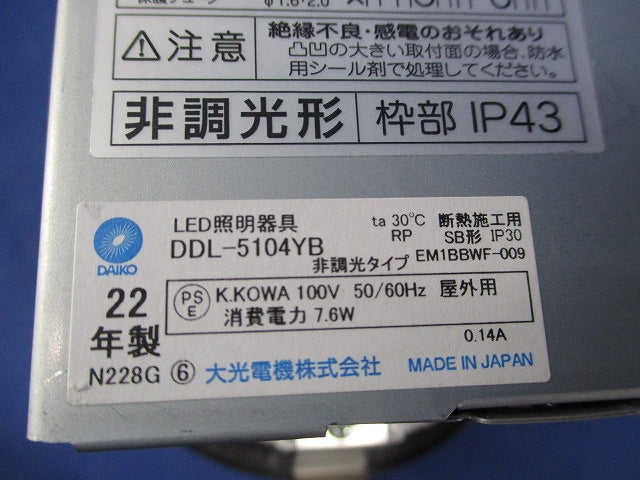 φ1.6・2.0
注意
絶縁不良・感電のおそれあり
凸凹の大きい取付面の場合、防水
用シール剤で処理してください。
非調光形 枠部 IP43
LED照明器具 ta 30℃ 断熱施工用
DDL-5104YB RP SB形 IP30
非調光タイプ EM1BBWF-009
DAIKO
22
年製
PS
E
K.KOWA 100V 50/60Hz 屋外用
消費電力 7.6W
0.14A
N228G ⑥ 大光電機株式会社 MADE IN JAPAN